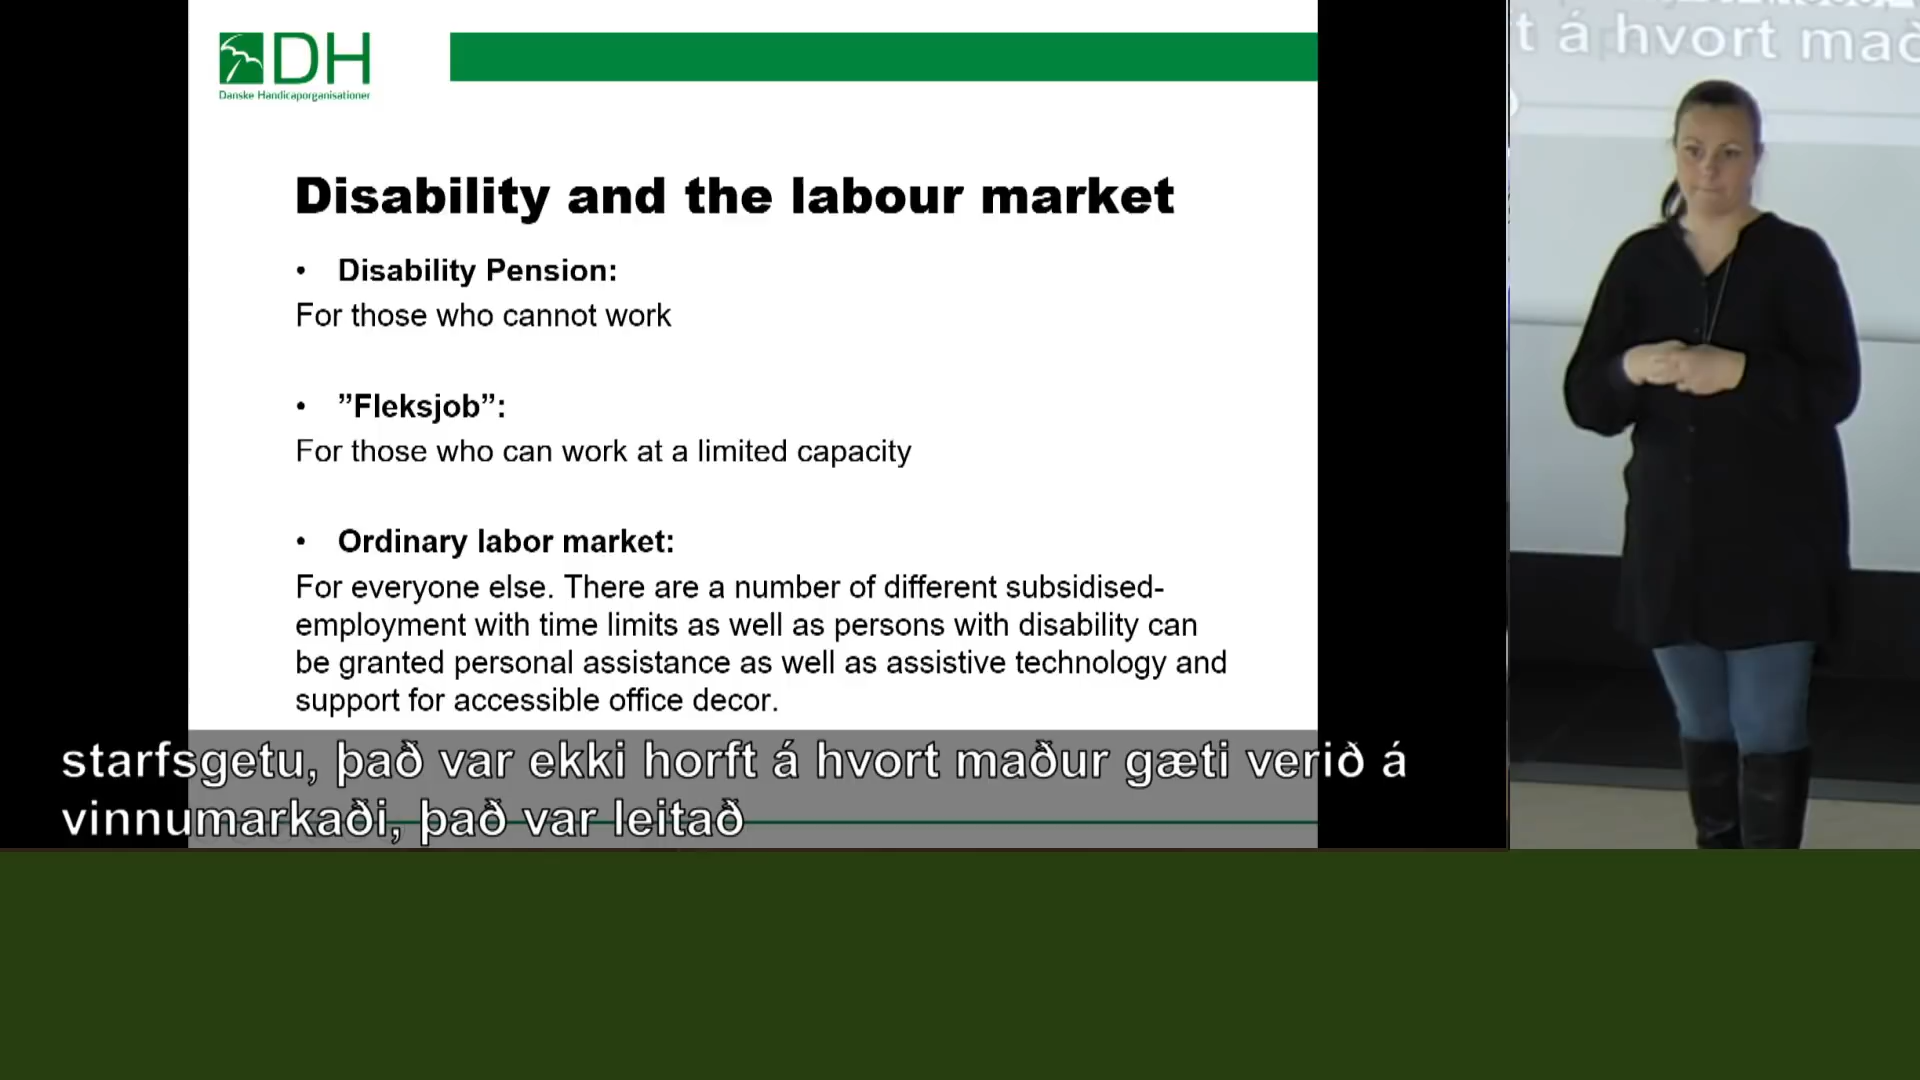 DH
Danske Handicaporganisationer
t á hvort mað
Disability and the labour market
• Disability Pension:
For those who cannot work
• ”Fleksjob”:
For those who can work at a limited capacity
• Ordinary labor market:
For everyone else. There are a number of different subsidised-
employment with time limits as well as persons with disability can
be granted personal assistance as well as assistive technology and
support for accessible office decor.
starfsgetu, það var ekki horft á hvort maður gæti verið á
vinnumarkaði, það var leitað